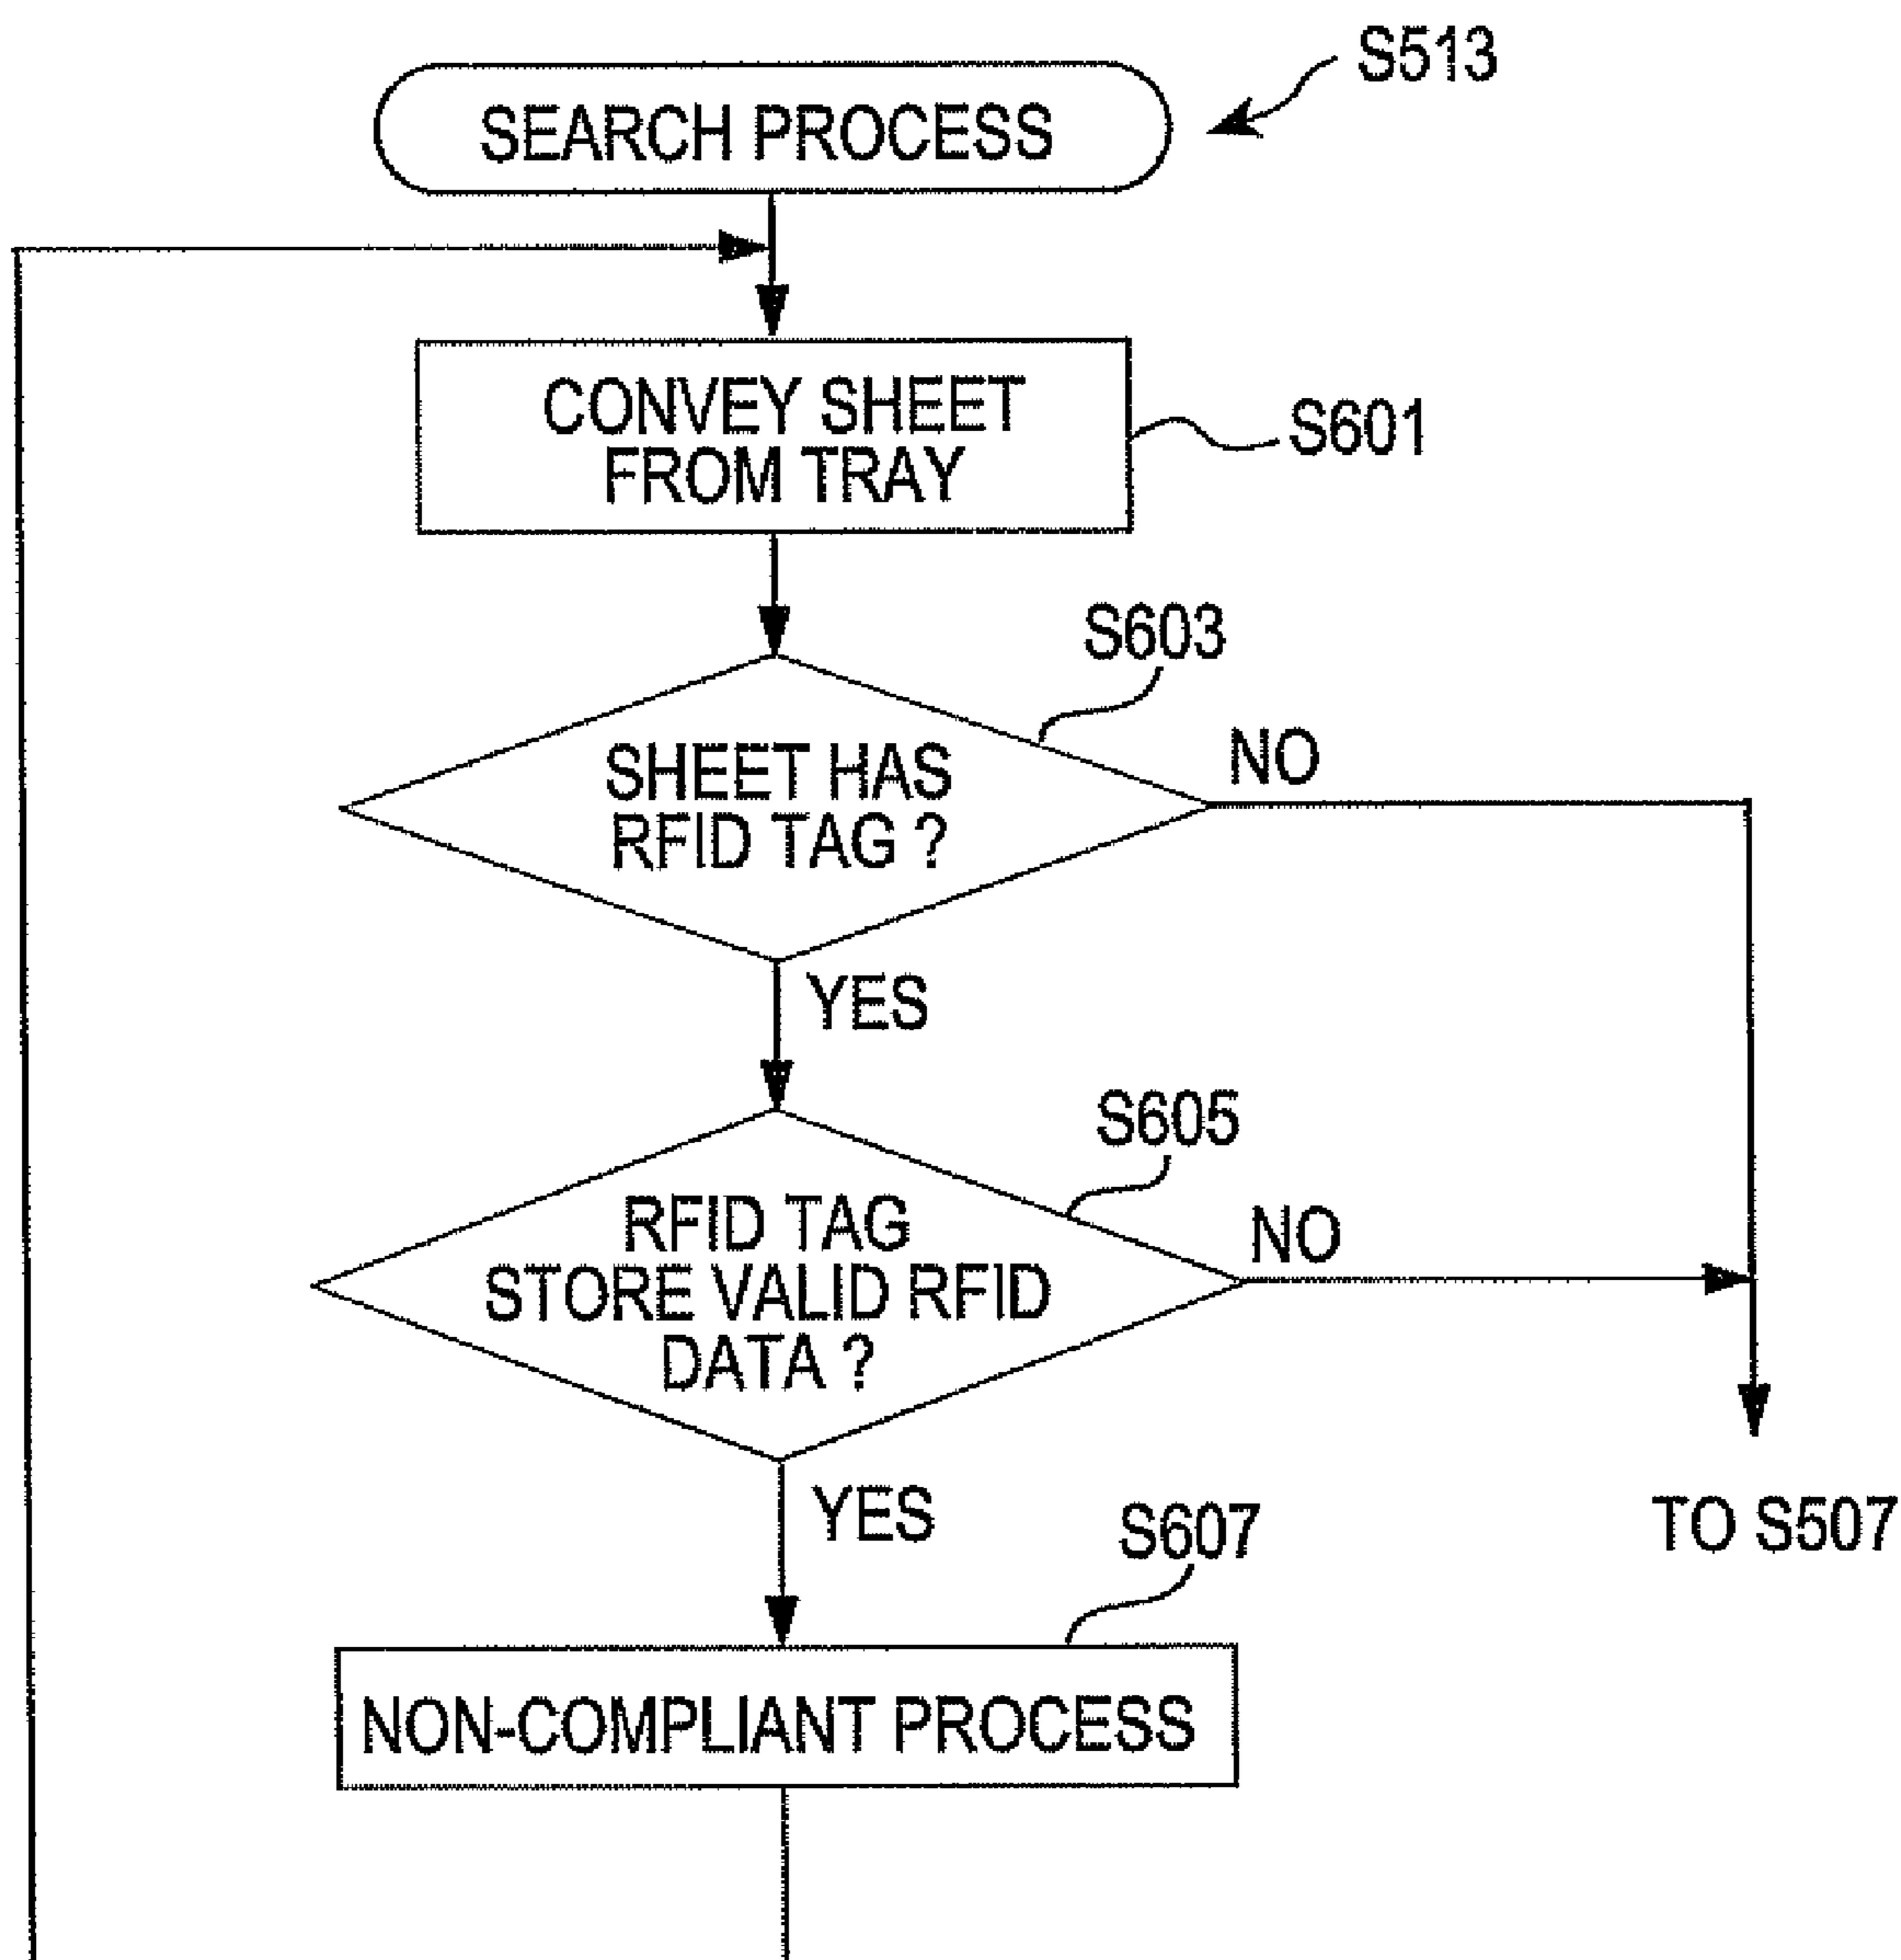 S513
SEARCH PROCESS
CONVEY SHEET
FROM TRAY
S601
S603
SHEET HAS
RFID TAG ?
NO
YES
S605
RFID TAG
STORE VALID RFID
DATA ?
NO
YES
TO S507
S607
NON-COMPLIANT PROCESS